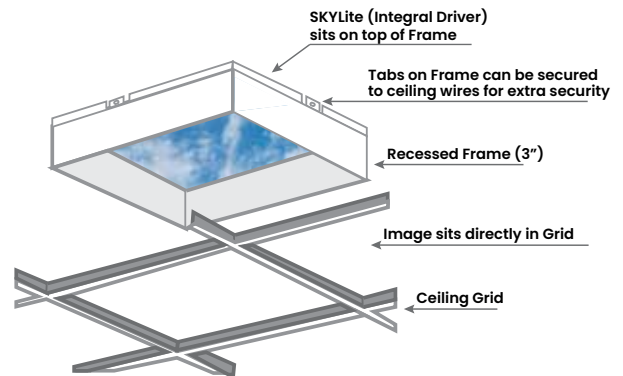 SKYLite (Integral Driver)
sits on top of Frame
Tabs on Frame can be secured
to ceiling wires for extra security
Recessed Frame (3”)
Image sits directly in Grid
Ceiling Grid